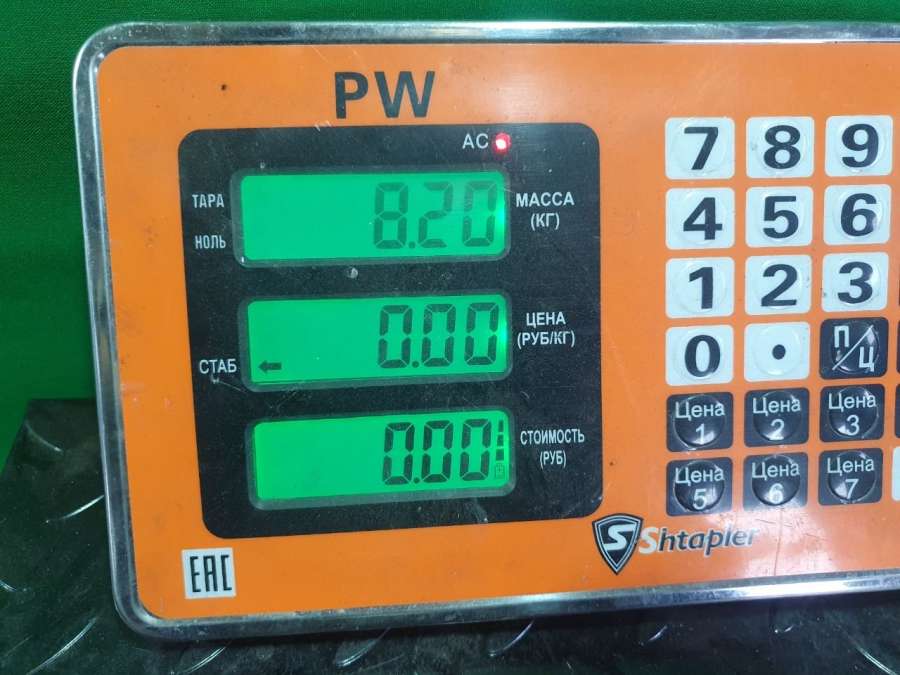 PW
AC
ТАРА
НОЛЬ
8.20
МАССА
(КГ)
СТАБ
0.00
ЦЕНА
(РУБ/КГ)
0.00
СТОИМОСТЬ
(РУБ)
7 8 9
4 5 6
1 2 3
0 . П/Ц
Цена 1 Цена 2 Цена 3
Цена 5 Цена 6 Цена 7
S Shtapler
EAC